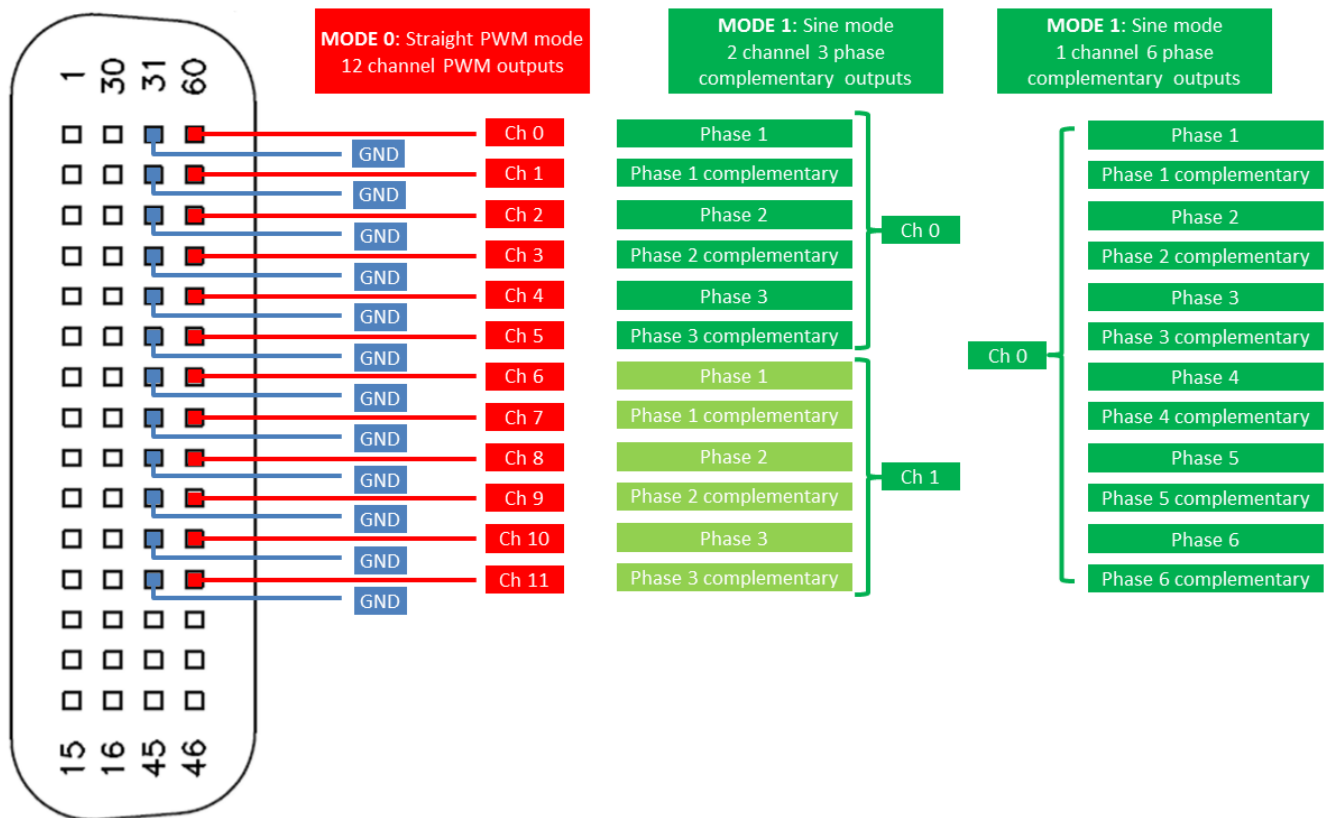 1
30
31
60
MODE 0: Straight PWM mode
12 channel PWM outputs
MODE 1: Sine mode
2 channel 3 phase
complementary outputs
MODE 1: Sine mode
1 channel 6 phase
complementary outputs
Ch 0
Ch 1
Ch 2
Ch 3
Ch 4
Ch 5
Ch 6
Ch 7
Ch 8
Ch 9
Ch 10
Ch 11
GND
GND
GND
GND
GND
GND
GND
GND
GND
GND
GND
GND
Phase 1
Phase 1 complementary
Phase 2
Phase 2 complementary
Phase 3
Phase 3 complementary
Phase 1
Phase 1 complementary
Phase 2
Phase 2 complementary
Phase 3
Phase 3 complementary
Ch 0
Ch 1
Ch 0
Phase 1
Phase 1 complementary
Phase 2
Phase 2 complementary
Phase 3
Phase 3 complementary
Phase 4
Phase 4 complementary
Phase 5
Phase 5 complementary
Phase 6
Phase 6 complementary
15
16
45
46